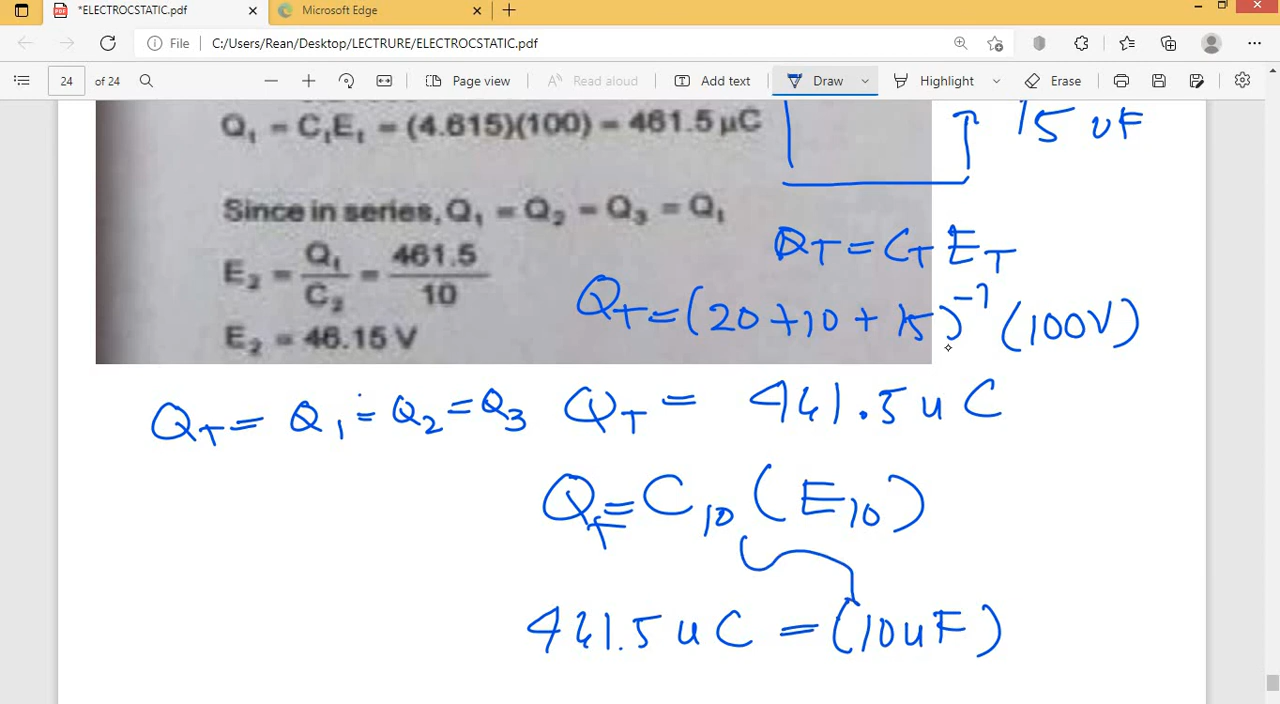 *ELECTROCSTATIC.pdf
Microsoft Edge
File
C:/Users/Rean/Desktop/LECTRURE/ELECTROCSTATIC.pdf
24
of 24
Page view
Read aloud
Add text
Draw
Highlight
Erase
Q₁ = C₁E₁ = (4.615)(100) = 461.5 μC
15 uF
Since in series, Q₁ = Q₂ = Q₃ = Q₁
QT = CT ET
E₂ = Q₁/C₂ = 461.5/10
QT = (20 + 10 + 15)⁻¹ (100V)
E₂ = 46.15 V
QT = Q₁ = Q₂ = Q₃
QT = 461.5 u C
QT = C₁₀ (E₁₀)
461.5 u C = (10uF)